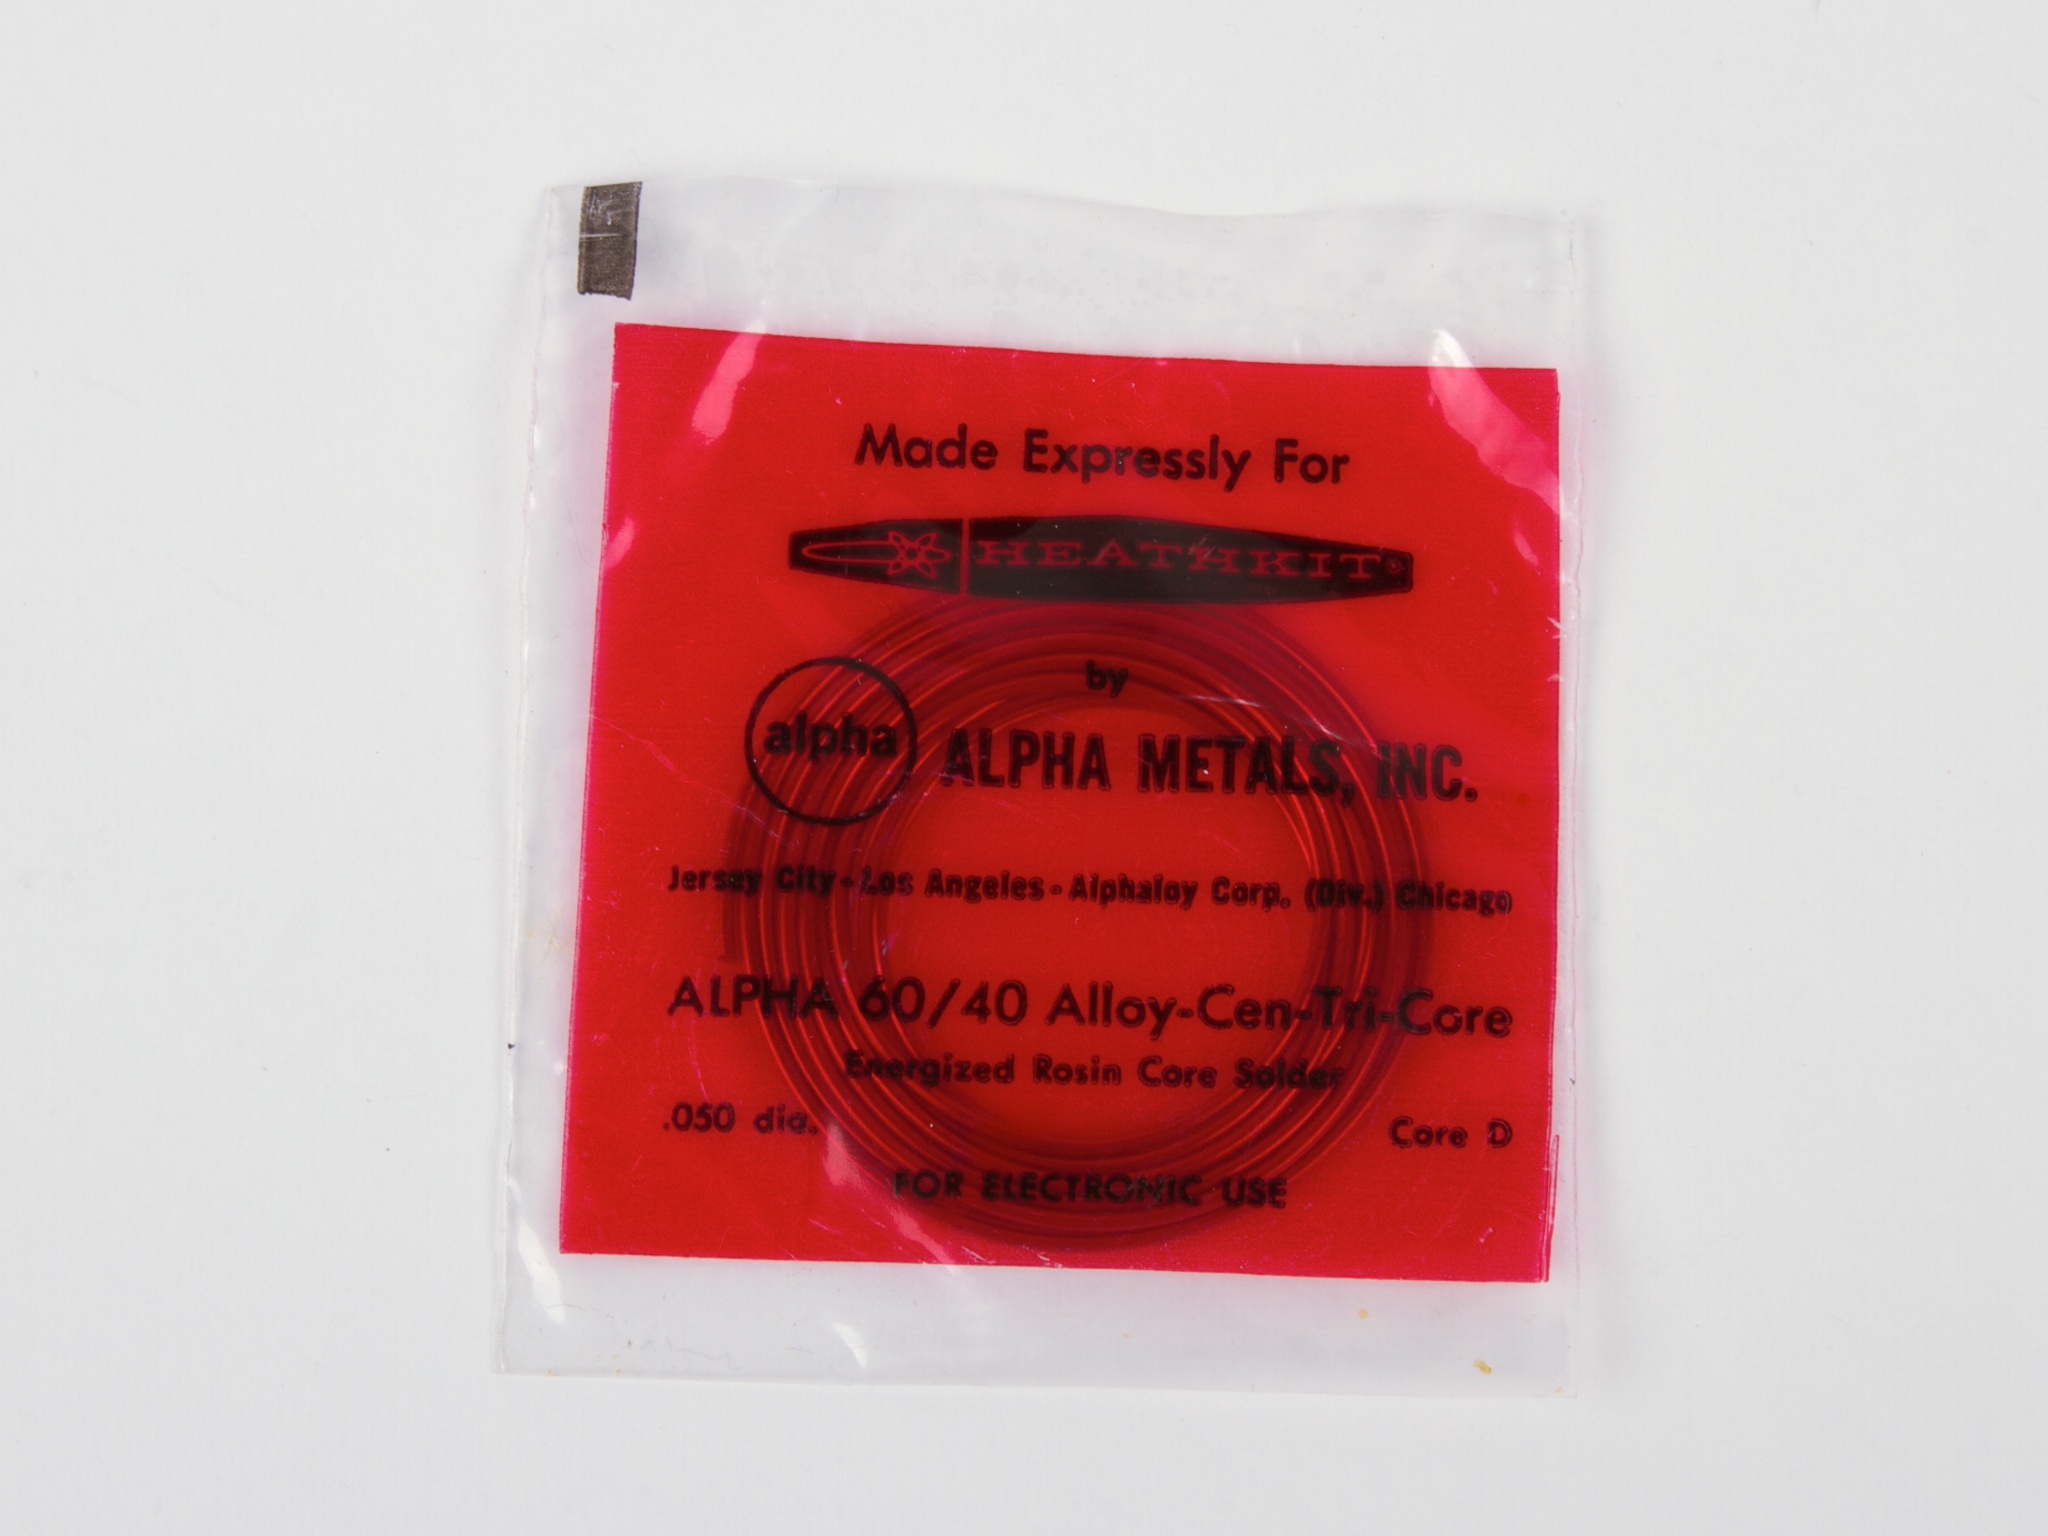 Made Expressly For
HEATHKIT®
by
alpha
ALPHA METALS, INC.
Jersey City - Los Angeles - Alphaloy Corp. (Div.) Chicago
ALPHA 60/40 Alloy-Cen-Tri-Core
Energized Rosin Core Solder
.050 dia.
Core D
FOR ELECTRONIC USE